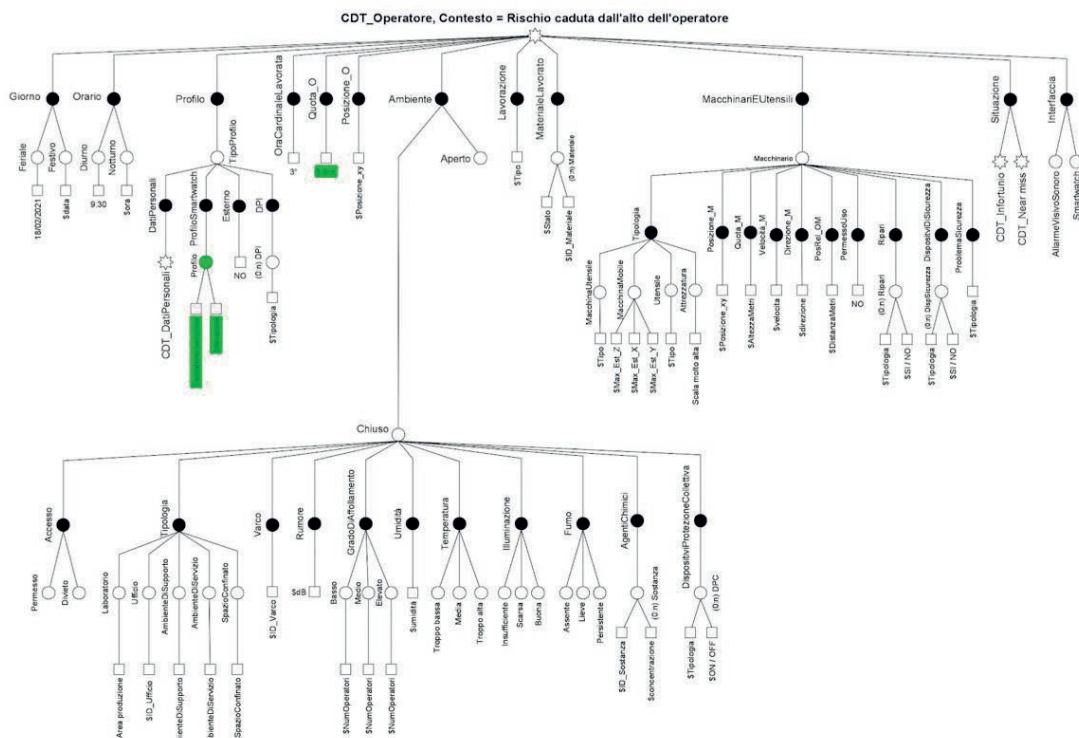 CDT_Operatore, Contesto = Rischio caduta dall'alto dell'operatore
Giorno
Orario
Profilo
OraCardinaleLavorata
Quota_O
Posizione_O
Ambiente
Lavorazione
MaterialeLavorato
MacchinariEUtensili
Situazione
Interfaccia
Feriale
Festivo
Diurno
Notturno
TipoProfilo
Aperto
(0:n) Materiale
Macchinario
18/02/2021
$data
9.30
$ora
3°
$Posizione_xy
$Tipo
$Stato
$ID_Materiale
CDT_Infortunio
CDT_Near miss
AllarmeVisivoSonoro
Smartwatch
DatiPersonali
ProfiloSmartwatch
Esterno
DPI
CDT_DatiPersonali
Profilo
NO
(0:n) DPI
$Tipologia
Tipologia
Posizione_M
Quota_M
Velocità_M
Direzione_M
PosRel_OM
PermessoUso
Ripari
DispositiviDiSicurezza
ProblemaSicurezza
MacchinaUtensile
MacchinaMobile
Utensile
Attrezzatura
$Posizione_xy
$AltezzaMetri
$velocita
$direzione
$DistanzaMetri
NO
(0:n) Ripari
(0:n) DispSicurezza
$Tipologia
$Tipo
$Max_Est_Z
$Max_Est_X
$Max_Est_Y
$Tipo
Scala molto alta
$Tipologia
$SI / NO
$Tipologia
$SI / NO
Chiuso
Accesso
Tipologia
Varco
Rumore
GradoDiAffollamento
Umidità
Temperatura
Illuminazione
Fumo
AgentiChimici
DispositiviProtezioneCollettiva
Permesso
Divieto
Laboratorio
Ufficio
AmbienteDiSupporto
AmbienteDiServizio
SpazioConfinato
$ID_Varco
$dB
Basso
Medio
Elevato
$umidità
Troppo bassa
Media
Troppo alta
Insufficiente
Scarsa
Buona
Assente
Lieve
Persistente
(0:n) Sostanza
(0:n) DPC
Area produzione
$ID_Ufficio
mbienteDiSupporto
mbienteDiServizio
SpazioConfinato
$NumOperatori
$NumOperatori
$NumOperatori
$ID_Sostanza
$concentrazione
$Tipologia
$ON / OFF